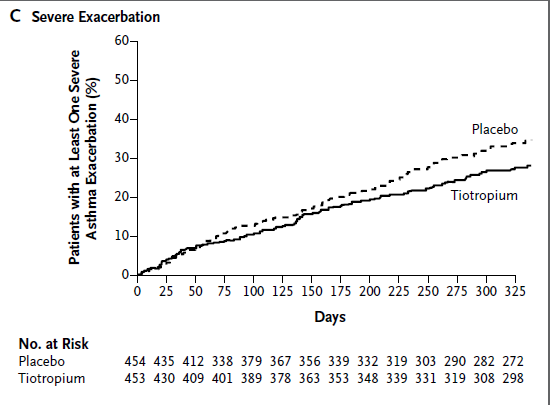 C Severe Exacerbation
Patients with at Least One Severe
Asthma Exacerbation (%)
60
50
40
30
20
10
0
Placebo
Tiotropium
0 25 50 75 100 125 150 175 200 225 250 275 300 325
Days
No. at Risk
Placebo 454 435 412 338 379 367 356 339 332 319 303 290 282 272
Tiotropium 453 430 409 401 389 378 363 353 348 339 331 319 308 298